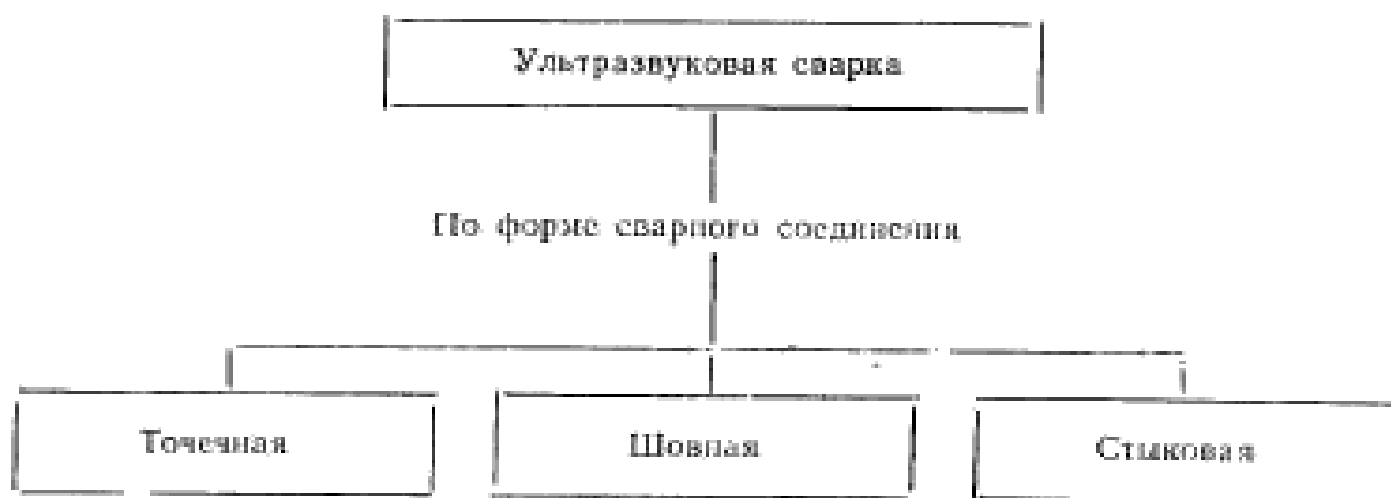 Ультразвуковая сварка
По форме сварного соединения
Точечная
Шовная
Стыковая